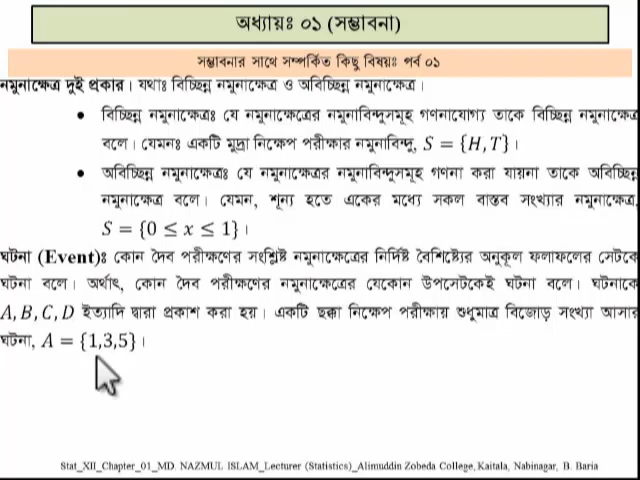 অধ্যায়ঃ ০১ (সম্ভাবনা)
সম্ভাবনার সাথে সম্পর্কিত কিছু বিষয়ঃ পর্ব ০১
নমুনাক্ষেত্র দুই প্রকার। যথাঃ বিচ্ছিন্ন নমুনাক্ষেত্র ও অবিচ্ছিন্ন নমুনাক্ষেত্র।
• বিচ্ছিন্ন নমুনাক্ষেত্রঃ যে নমুনাক্ষেত্রের নমুনাবিন্দুসমূহ গণনাযোগ্য তাকে বিচ্ছিন্ন নমুনাক্ষেত্র
বলে। যেমনঃ একটি মুদ্রা নিক্ষেপ পরীক্ষার নমুনাবিন্দু, S = {H, T}।
• অবিচ্ছিন্ন নমুনাক্ষেত্রঃ যে নমুনাক্ষেত্রর নমুনাবিন্দুসমূহ গণনা করা যায়না তাকে অবিচ্ছিন্ন
নমুনাক্ষেত্র বলে। যেমন, শূন্য হতে একের মধ্যে সকল বাস্তব সংখ্যার নমুনাক্ষেত্র,
S = {0 ≤ x ≤ 1}।
ঘটনা (Event)ঃ কোন দৈব পরীক্ষণের সংশ্লিষ্ট নমুনাক্ষেত্রের নির্দিষ্ট বৈশিষ্ট্যের অনুকূল ফলাফলের সেটকে
ঘটনা বলে। অর্থাৎ, কোন দৈব পরীক্ষণের নমুনাক্ষেত্রের যেকোন উপসেটকেই ঘটনা বলে। ঘটনাকে
A, B, C, D ইত্যাদি দ্বারা প্রকাশ করা হয়। একটি ছক্কা নিক্ষেপ পরীক্ষায় শুধুমাত্র বিজোড় সংখ্যা আসার
ঘটনা, A = {1,3,5}।
Stat_XII_Chapter_01_MD. NAZMUL ISLAM_Lecturer (Statistics)_Alimuddin Zobeda College, Kaitala, Nabinagar, B. Baria